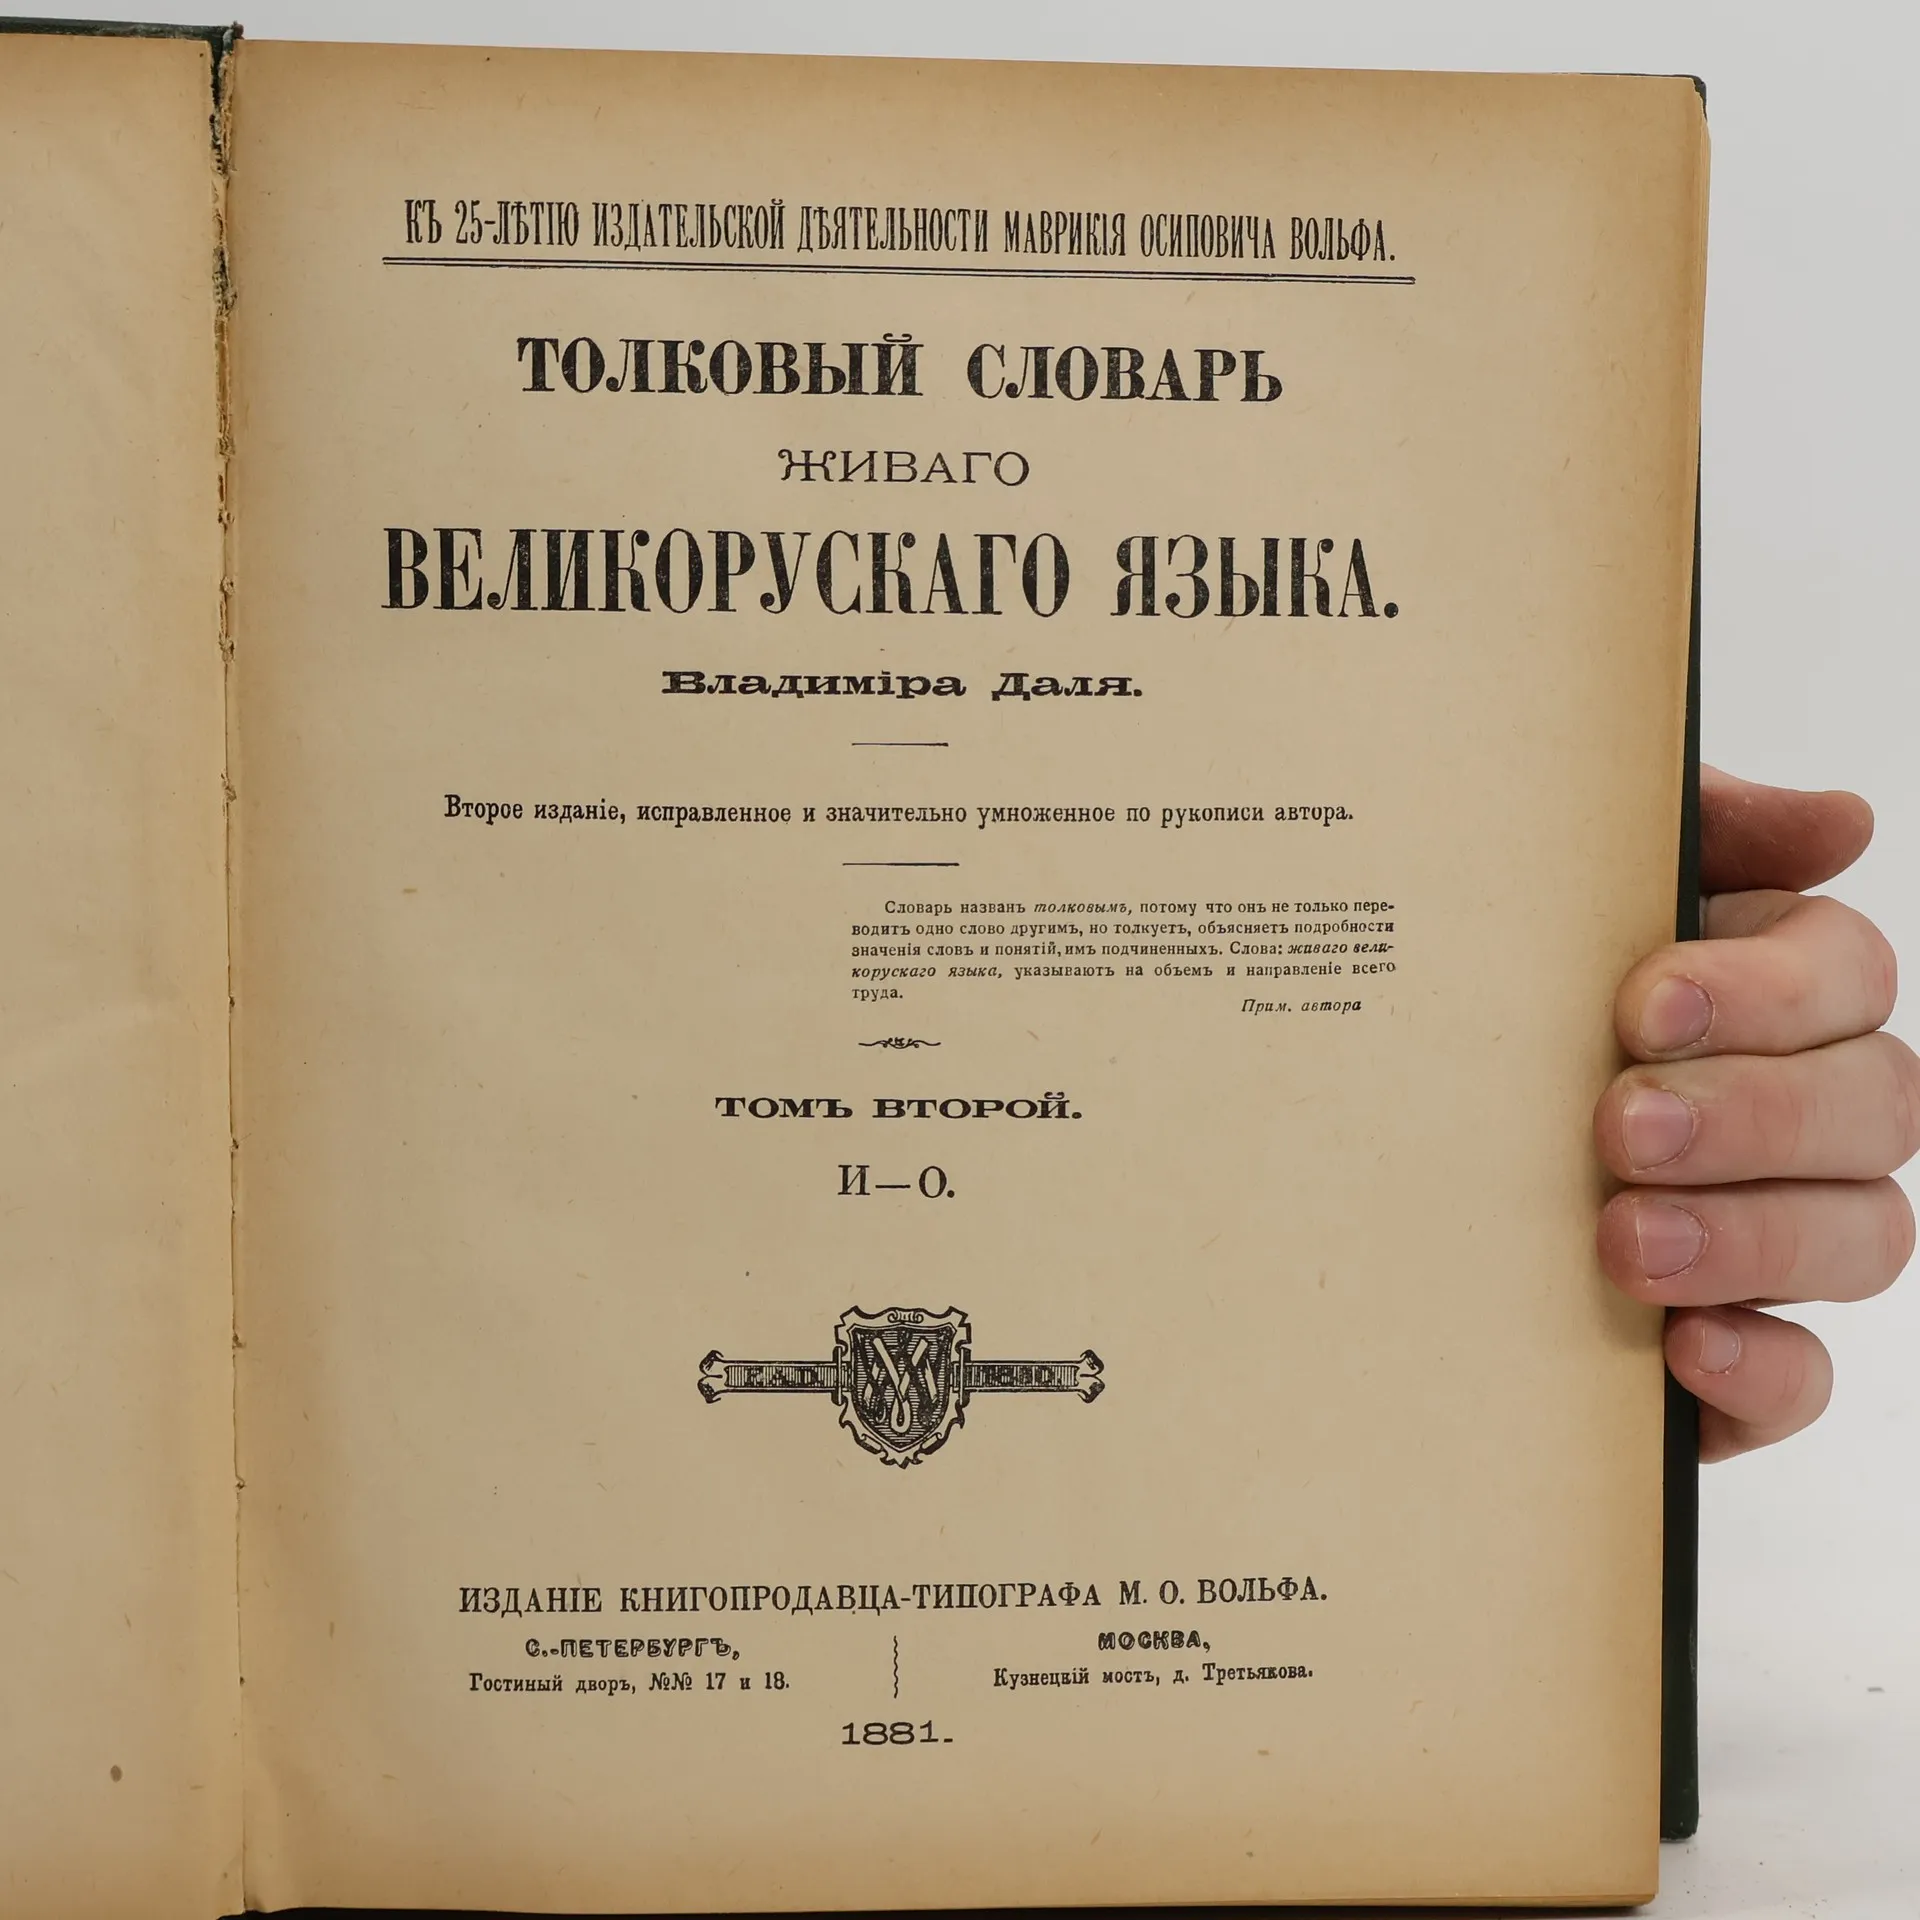 КЪ 25-ЛѢТІЮ ИЗДАТЕЛЬСКОЙ ДѢЯТЕЛЬНОСТИ МАВРИКІЯ ОСИПОВИЧА ВОЛЬФА.
ТОЛКОВЫЙ СЛОВАРЬ
ЖИВАГО
ВЕЛИКОРУСКАГО ЯЗЫКА.
Владиміра Даля.
Второе изданіе, исправленное и значительно умноженное по рукописи автора.
Словарь названъ толковымъ, потому что онъ не только пере-
водитъ одно слово другимъ, но толкуетъ, объясняетъ подробности
значенія словъ и понятій, имъ подчиненныхъ. Слова: живаго вели-
корускаго языка, указываютъ на объемъ и направленіе всего
труда.
Прим. автора
ТОМЪ ВТОРОЙ.
И—О.
ИЗДАНІЕ КНИГОПРОДАВЦА-ТИПОГРАФА М. О. ВОЛЬФА.
С.-ПЕТЕРБУРГЪ,
Гостиный дворъ, №№ 17 и 18.
МОСКВА,
Кузнецкій мостъ, д. Третьякова.
1881.